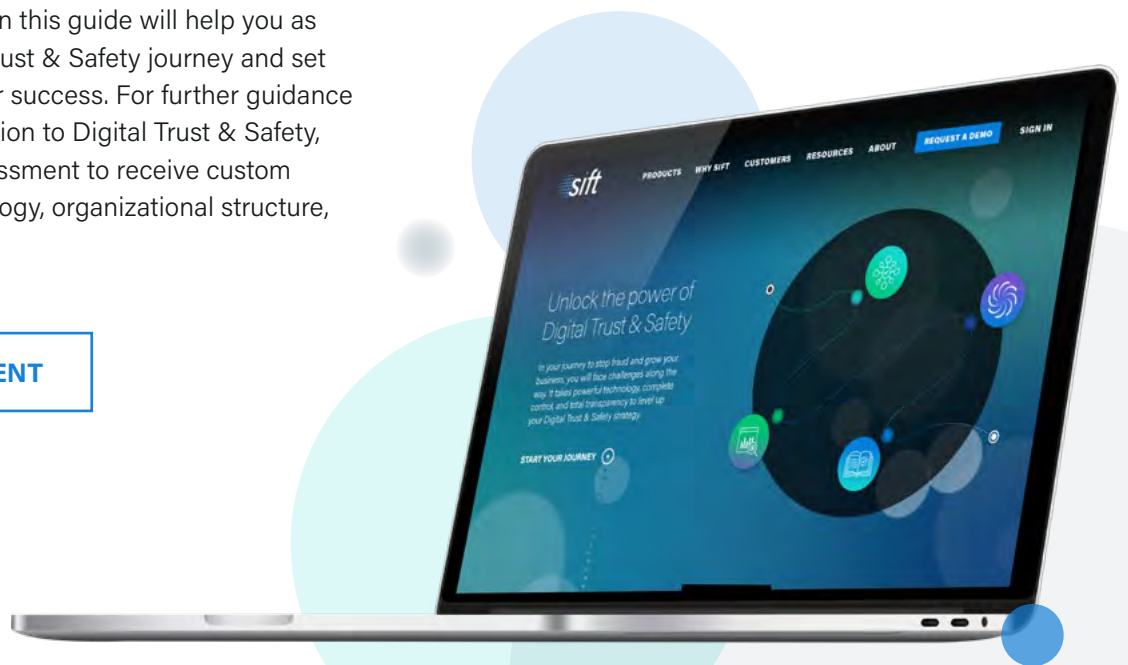 n this guide will help you as
ust & Safety journey and set
r success. For further guidance
ion to Digital Trust & Safety,
essment to receive custom
ogy, organizational structure,
ENT
sift
PRODUCTS WHY SIFT CUSTOMERS RESOURCES ABOUT REQUEST A DEMO SIGN IN
Unlock the power of
Digital Trust & Safety
In your journey to stop fraud and grow your
business, you will face challenges along the
way. It takes powerful technology, complete
control, and total transparency to level up
your Digital Trust & Safety strategy.
START YOUR JOURNEY